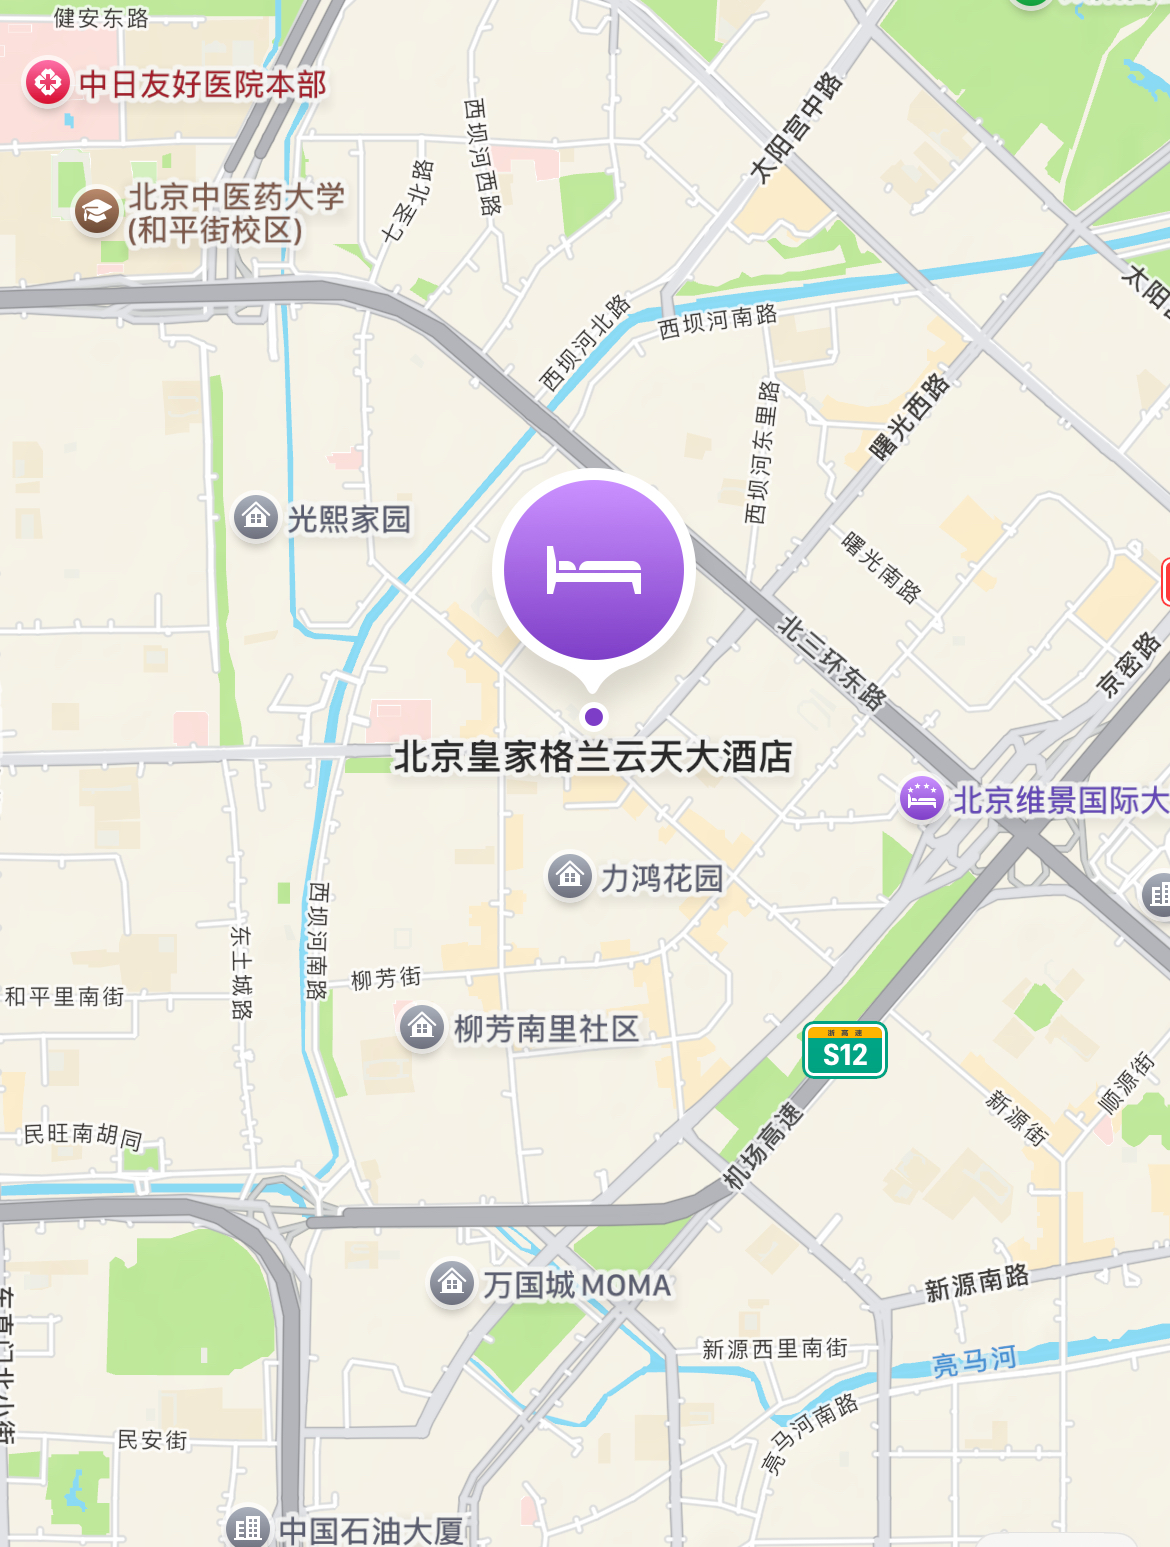 健安东路
中日友好医院本部
太阳宫中路
西坝河西路
七圣北路
北京中医药大学
(和平街校区)
西坝河北路
西坝河南路
曙光西路
西坝河东里路
光熙家园
曙光南路
北三环东路
京密路
北京皇家格兰云天大酒店
北京维景国际大
力鸿花园
西坝河南路
东土城路
柳芳街
和平里南街
柳芳南里社区
S12
顺源街
新源街
民旺南胡同
机场高速
万国城MOMA
新源南路
新源西里南街
亮马河
亮马河南路
东直门北小街
民安街
中国石油大厦